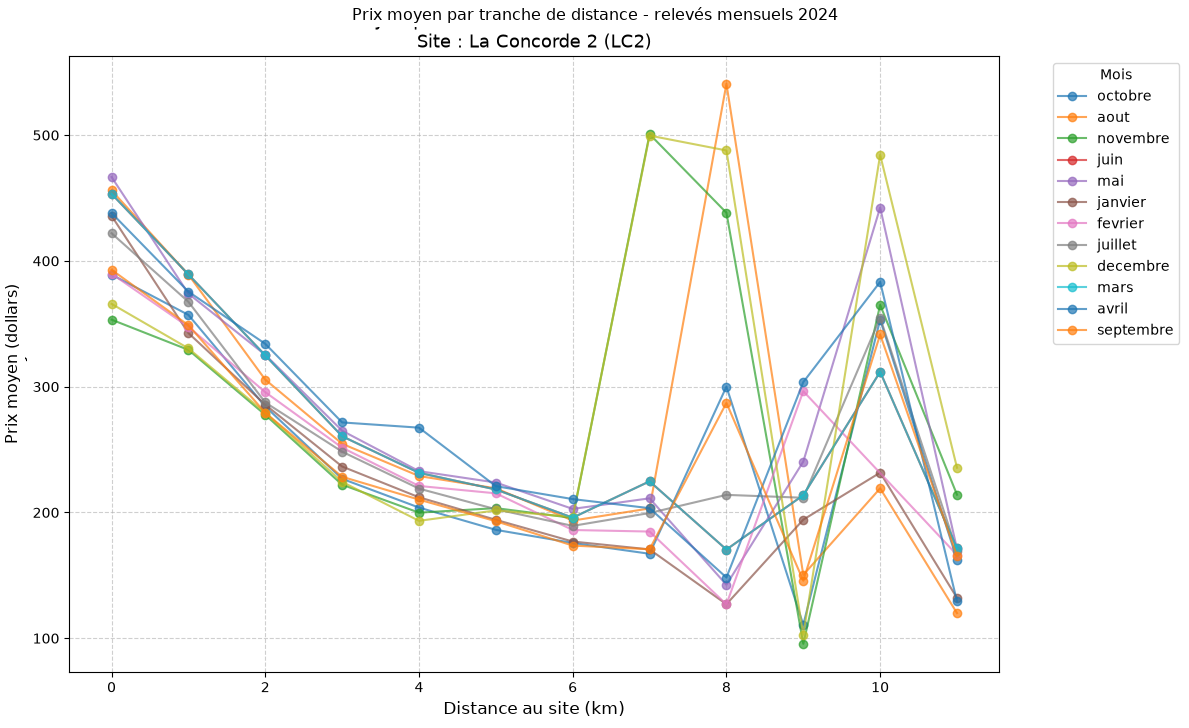 Prix moyen par tranche de distance - relevés mensuels 2024
Site : La Concorde 2 (LC2)
Prix moyen (dollars)
500
400
300
200
100
0
2
4
6
8
10
Distance au site (km)
Mois
octobre
aout
novembre
juin
mai
janvier
fevrier
juillet
decembre
mars
avril
septembre